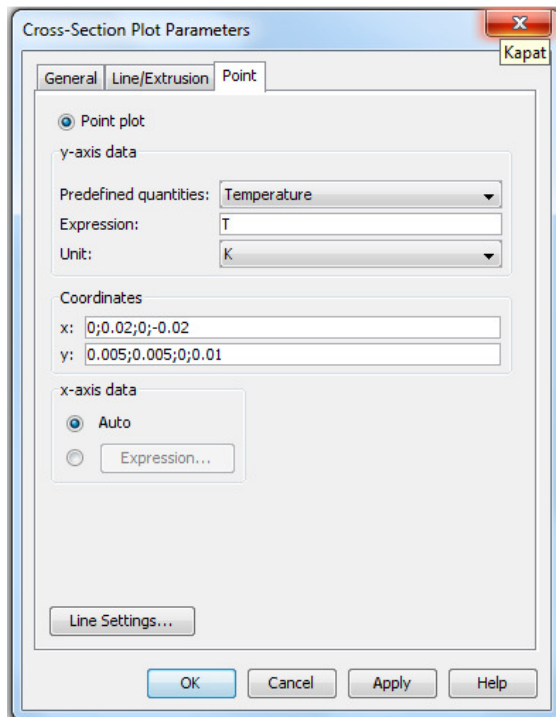 Cross-Section Plot Parameters
Kapat
General Line/Extrusion Point
Point plot
y-axis data
Predefined quantities: Temperature
Expression: T
Unit: K
Coordinates
x: 0;0.02;0;-0.02
y: 0.005;0.005;0;0.01
x-axis data
Auto
Expression...
Line Settings...
OK Cancel Apply Help